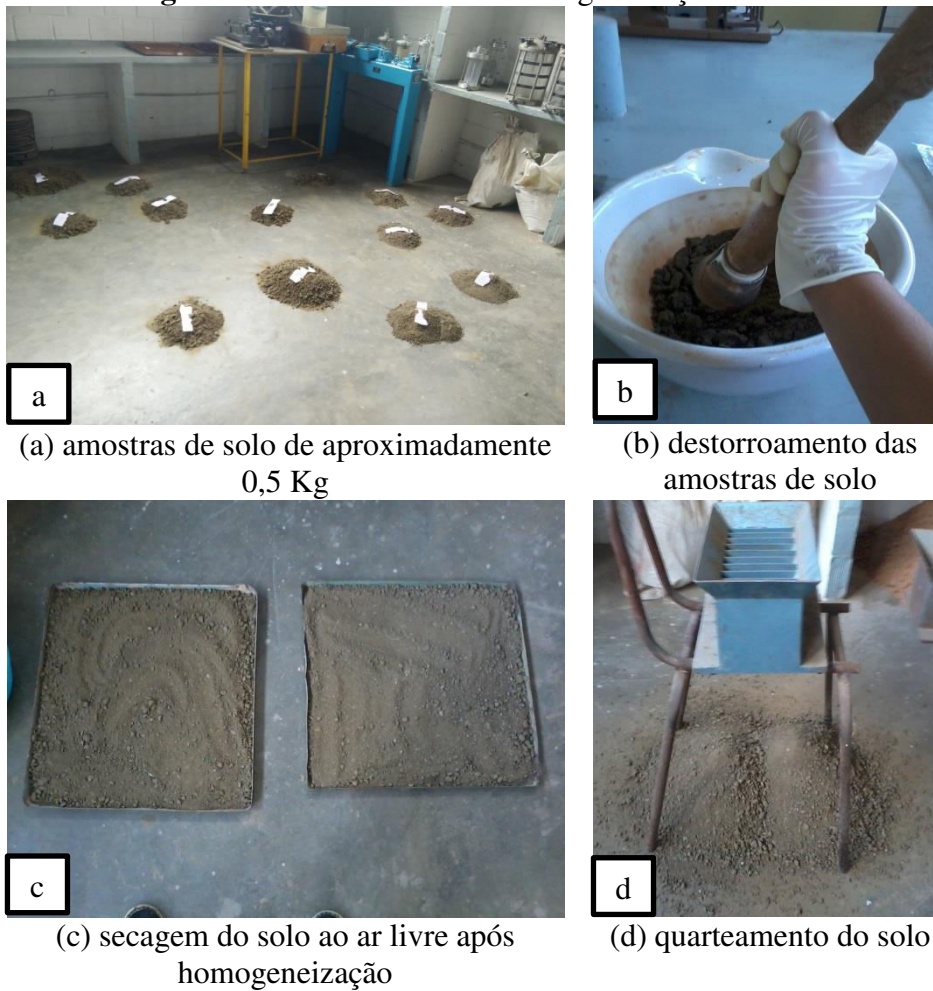 a
b
(a) amostras de solo de aproximadamente
0,5 Kg
(b) destorroamento das
amostras de solo
c
d
(c) secagem do solo ao ar livre após
homogeneização
(d) quarteamento do solo